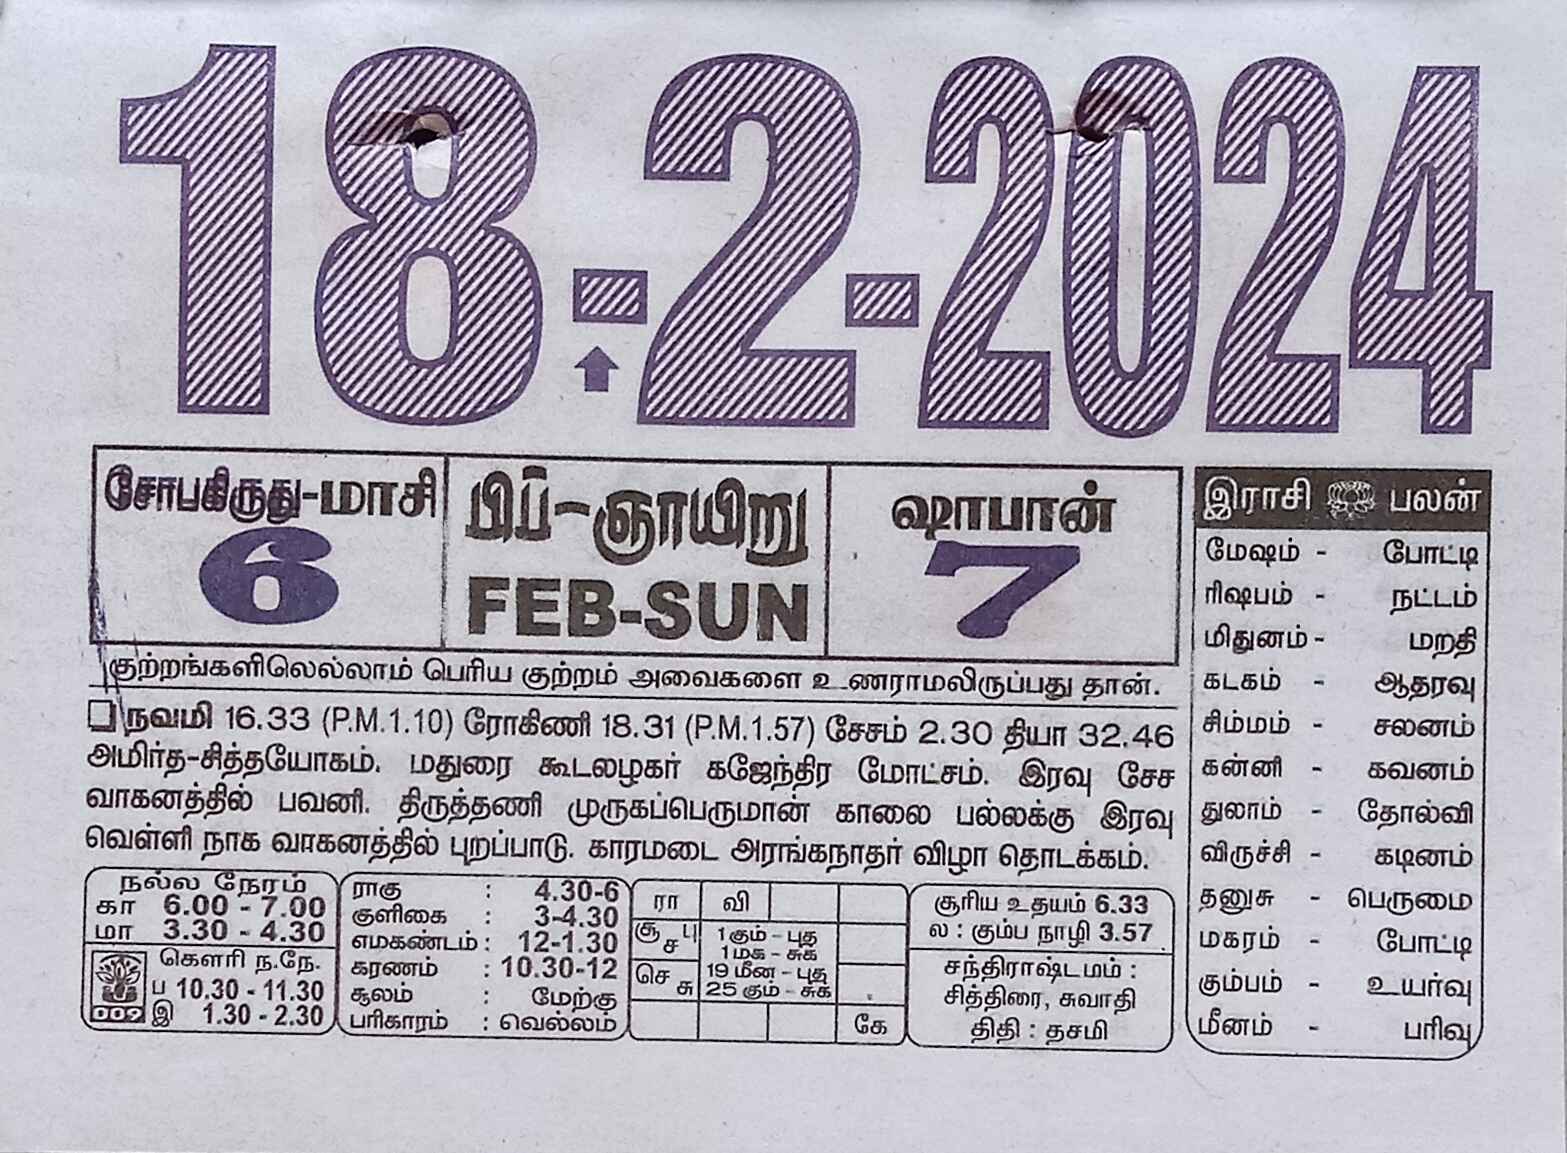 18-2-2024
சோபகிருது-மாசி
6
பிப்-ஞாயிறு
FEB-SUN
ஷாபான்
7
குற்றங்களிலெல்லாம் பெரிய குற்றம் அவைகளை உணராமலிருப்பது தான்.
நவமி 16.33 (P.M.1.10) ரோகிணி 18.31 (P.M.1.57) சேசம் 2.30 தியா 32.46
அமிர்த-சித்தயோகம். மதுரை கூடலழகர் கஜேந்திர மோட்சம். இரவு சேச
வாகனத்தில் பவனி. திருத்தணி முருகப்பெருமான் காலை பல்லக்கு இரவு
வெள்ளி நாக வாகனத்தில் புறப்பாடு. காரமடை அரங்கநாதர் விழா தொடக்கம்.
நல்ல நேரம்
கா 6.00 - 7.00
மா 3.30 - 4.30
கௌரி ந.நே.
ப 10.30 - 11.30
இ 1.30 - 2.30
002
ராகு : 4.30-6
குளிகை : 3-4.30
எமகண்டம் : 12-1.30
கரணம் : 10.30-12
சூலம் : மேற்கு
பரிகாரம் : வெல்லம்
ரா வி
சூ பு
ச
செ
சு
1 கும் - புத
1 மக - சுக்
19 மீன - புத
25 கும் - சுக்
கே
சூரிய உதயம் 6.33
ல : கும்ப நாழி 3.57
சந்திராஷ்டமம் :
சித்திரை, சுவாதி
திதி : தசமி
இராசி பலன்
மேஷம் - போட்டி
ரிஷபம் - நட்டம்
மிதுனம் - மறதி
கடகம் - ஆதரவு
சிம்மம் - சலனம்
கன்னி - கவனம்
துலாம் - தோல்வி
விருச்சி - கடினம்
தனுசு - பெருமை
மகரம் - போட்டி
கும்பம் - உயர்வு
மீனம் - பரிவு